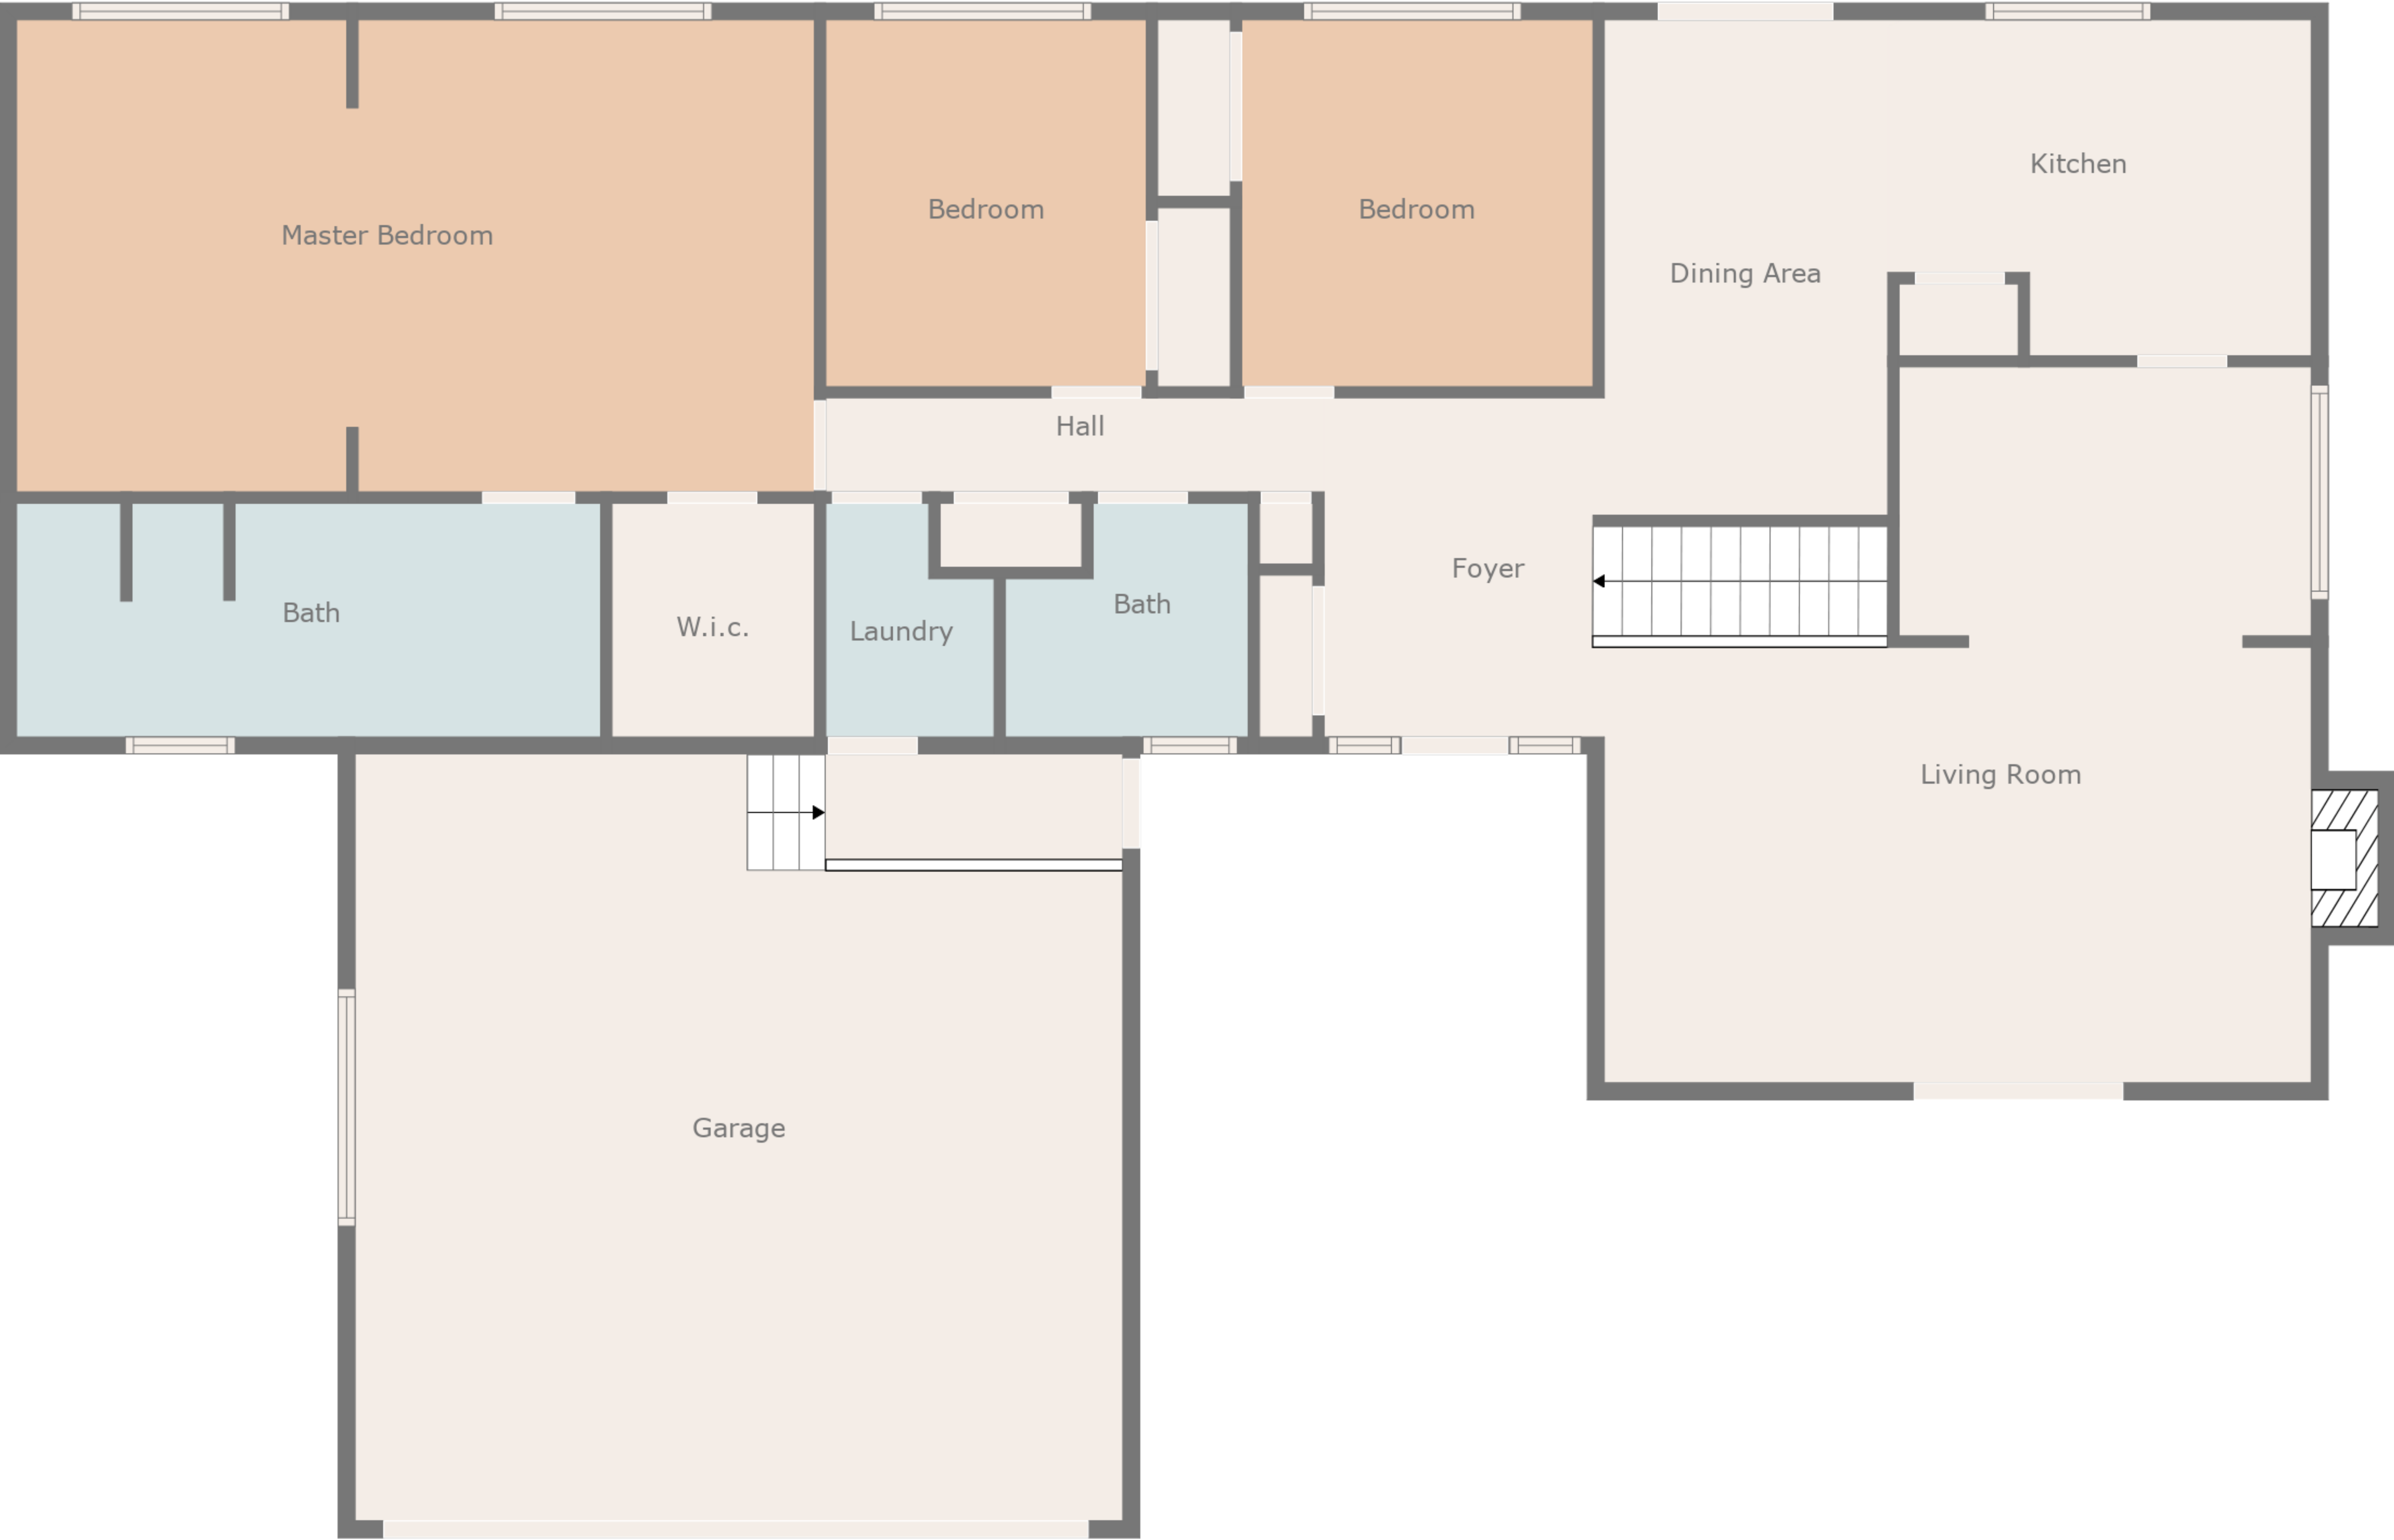 Kitchen
Bedroom
Bedroom
Master Bedroom
Dining Area
Hall
Foyer
Bath
Bath
W.i.c.
Laundry
Living Room
Garage